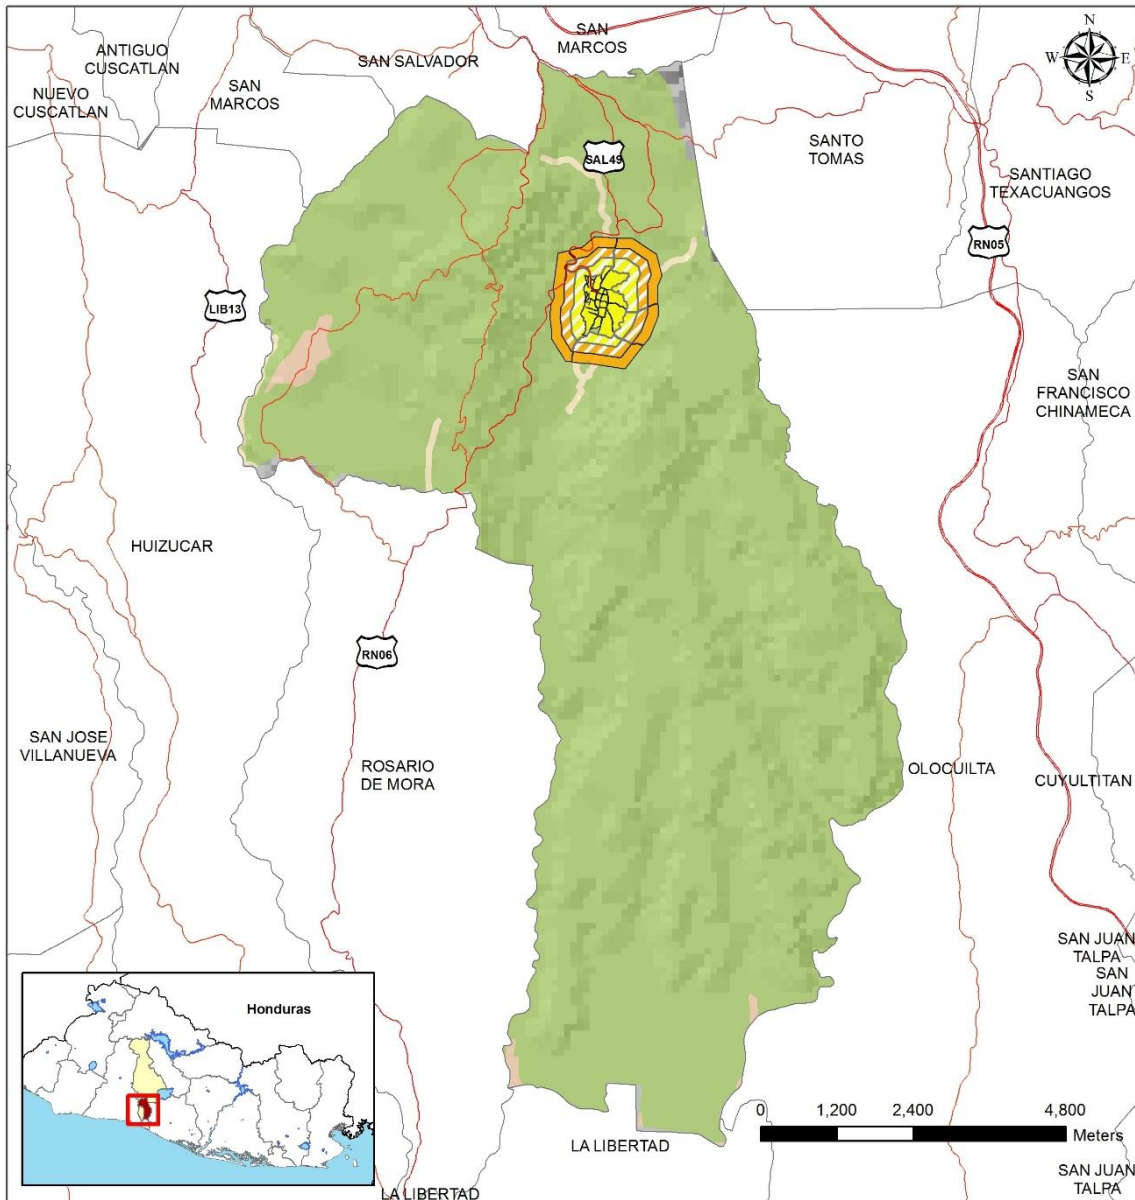 N
W E
S
SAN
MARCOS
ANTIGUO
CUSCATLAN
SAN SALVADOR
SAN
MARCOS
NUEVO
CUSCATLAN
SANTO
TOMAS
SAL49
SANTIAGO
TEXACUANGOS
RN05
LIB13
SAN
FRANCISCO
CHINAMECA
HUIZUCAR
RN06
SAN JOSE
VILLANUEVA
ROSARIO
DE MORA
OLOCUILTA
CUYULTITAN
SAN JUAN
TALPA
SAN
JUAN
TALPA
Honduras
0 1,200 2,400 4,800
Meters
LA LIBERTAD
SAN JUAN
TALPA
LA LIBERTAD